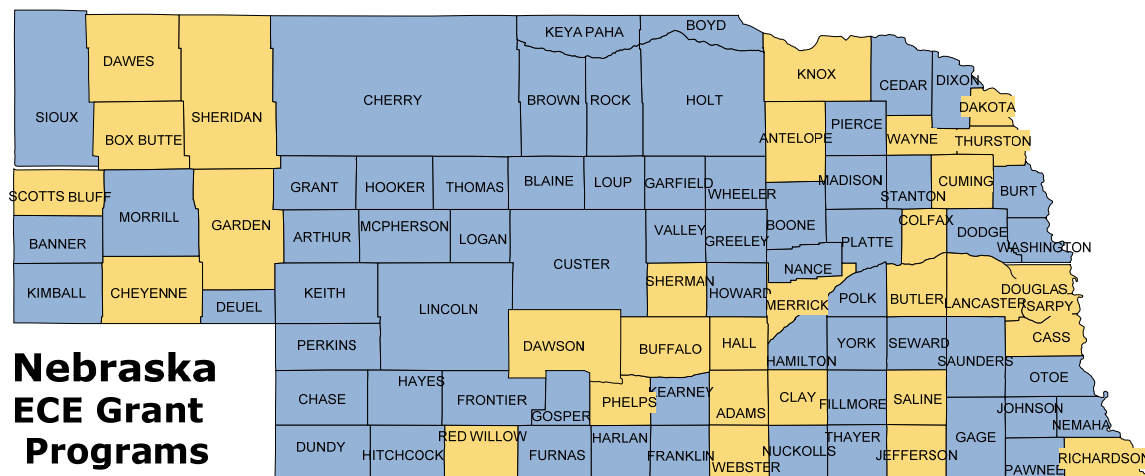 KEYA PAHA
BOYD
DAWES
KNOX
CEDAR
DIXON
CHERRY
BROWN
ROCK
HOLT
DAKOTA
SIOUX
SHERIDAN
BOX BUTTE
ANTELOPE
PIERCE
WAYNE
THURSTON
SCOTTS BLUFF
MORRILL
GARDEN
GRANT
HOOKER
THOMAS
BLAINE
LOUP
GARFIELD
WHEELER
MADISON
STANTON
CUMING
BURT
BANNER
ARTHUR
MCPHERSON
LOGAN
CUSTER
VALLEY
GREELEY
BOONE
PLATTE
COLFAX
DODGE
WASHINGTON
KIMBALL
CHEYENNE
DEUEL
KEITH
LINCOLN
SHERMAN
HOWARD
NANCE
MERRICK
POLK
BUTLER
LANCASTER
DOUGLAS
SARPY
PERKINS
DAWSON
BUFFALO
HALL
HAMILTON
YORK
SEWARD
SAUNDERS
CASS
Nebraska
ECE Grant
Programs
CHASE
HAYES
FRONTIER
GOSPER
PHELPS
KEARNEY
ADAMS
CLAY
FILLMORE
SALINE
OTOE
JOHNSON
NEMAHA
DUNDY
HITCHCOCK
RED WILLOW
FURNAS
HARLAN
FRANKLIN
WEBSTER
NUCKOLLS
THAYER
JEFFERSON
GAGE
PAWNEE
RICHARDSON